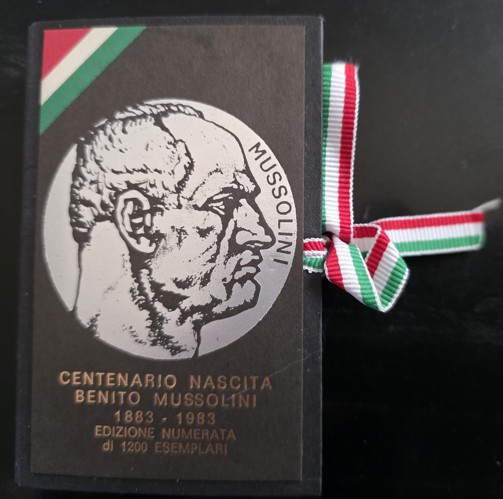 MUSSOLINI
CENTENARIO NASCITA
BENITO MUSSOLINI
1883 - 1983
EDIZIONE NUMERATA
di 1200 ESEMPLARI